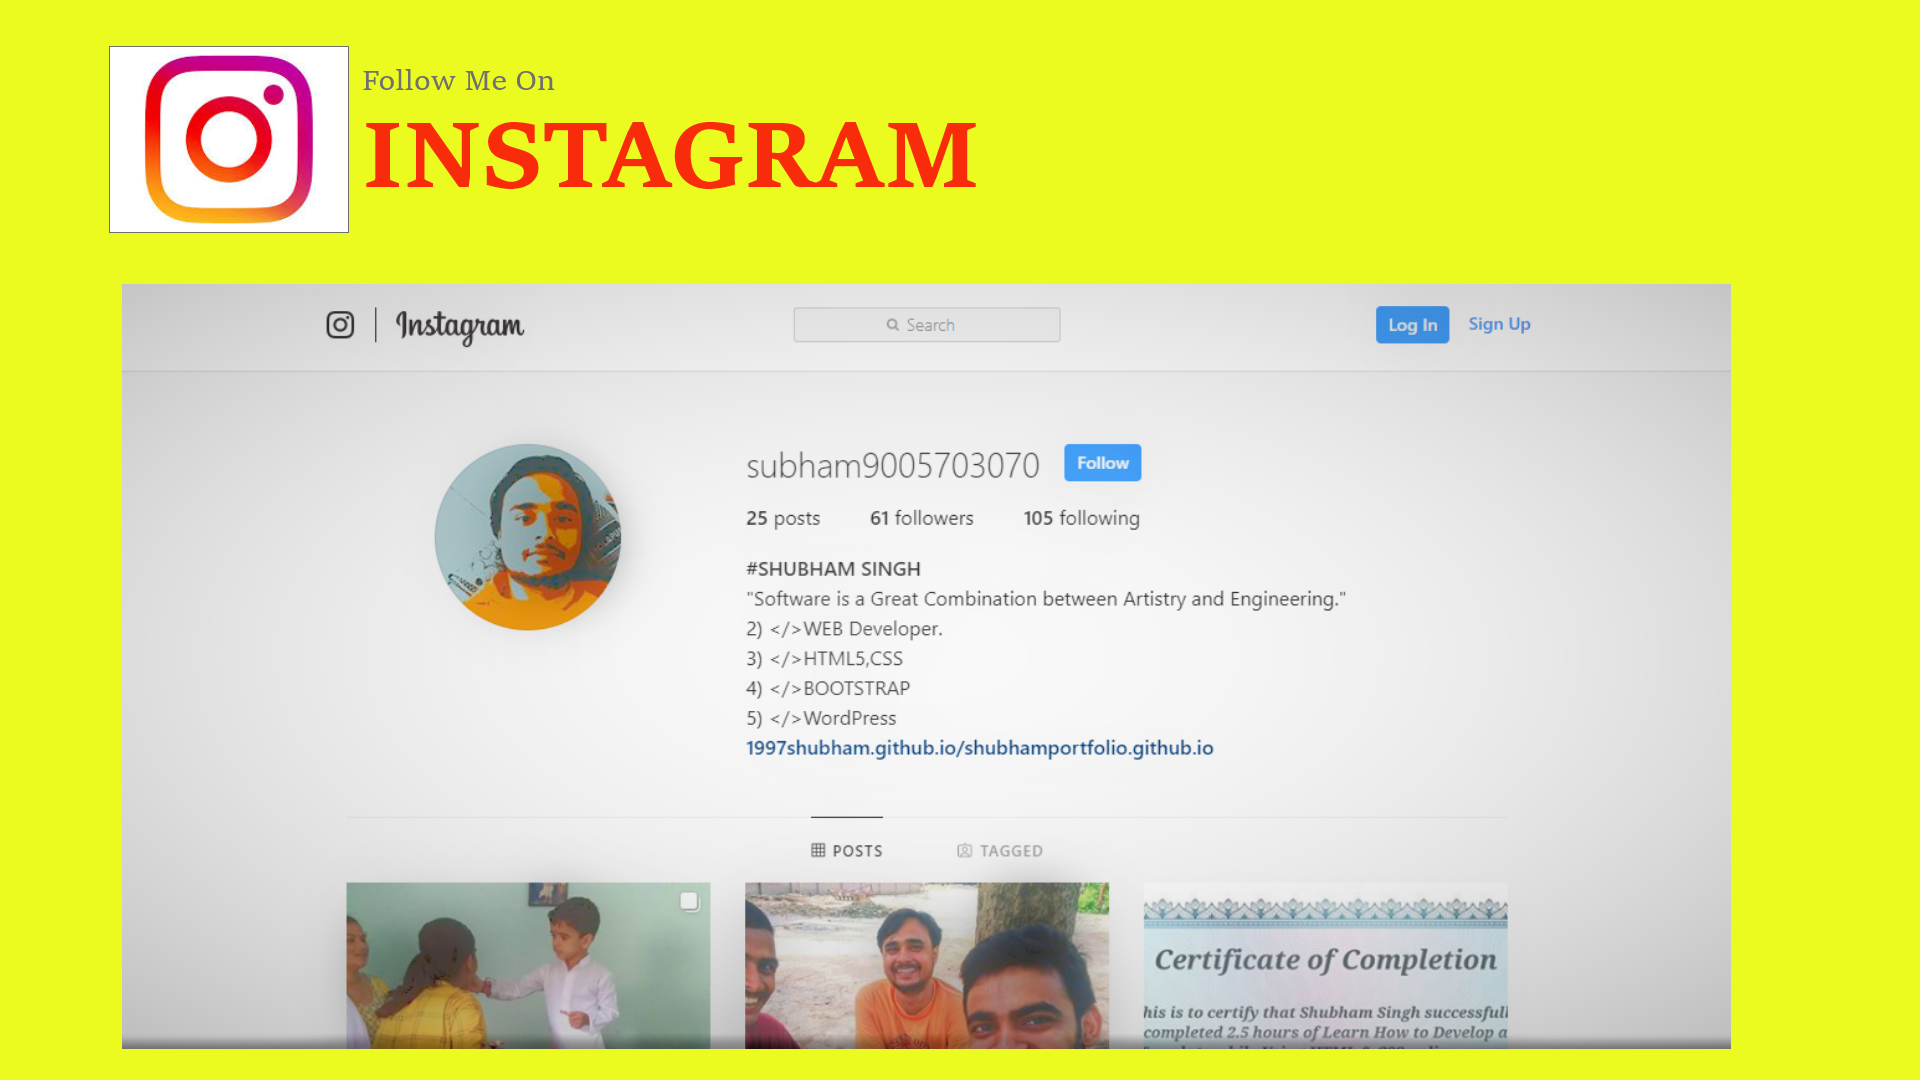 Follow Me On
INSTAGRAM
Instagram
Search
Log In
Sign Up
subham9005703070
Follow
25 posts 61 followers 105 following
#SHUBHAM SINGH
"Software is a Great Combination between Artistry and Engineering."
2) </>WEB Developer.
3) </>HTML5,CSS
4) </>BOOTSTRAP
5) </>WordPress
1997shubham.github.io/shubhamportfolio.github.io
POSTS
TAGGED
Certificate of Completion
his is to certify that Shubham Singh successfull
completed 2.5 hours of Learn How to Develop a